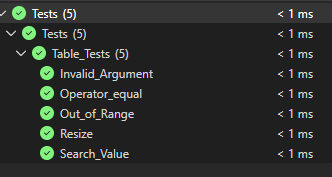 Tests (5) < 1 ms
Tests (5) < 1 ms
Table_Tests (5) < 1 ms
Invalid_Argument < 1 ms
Operator_equal < 1 ms
Out_of_Range < 1 ms
Resize < 1 ms
Search_Value < 1 ms